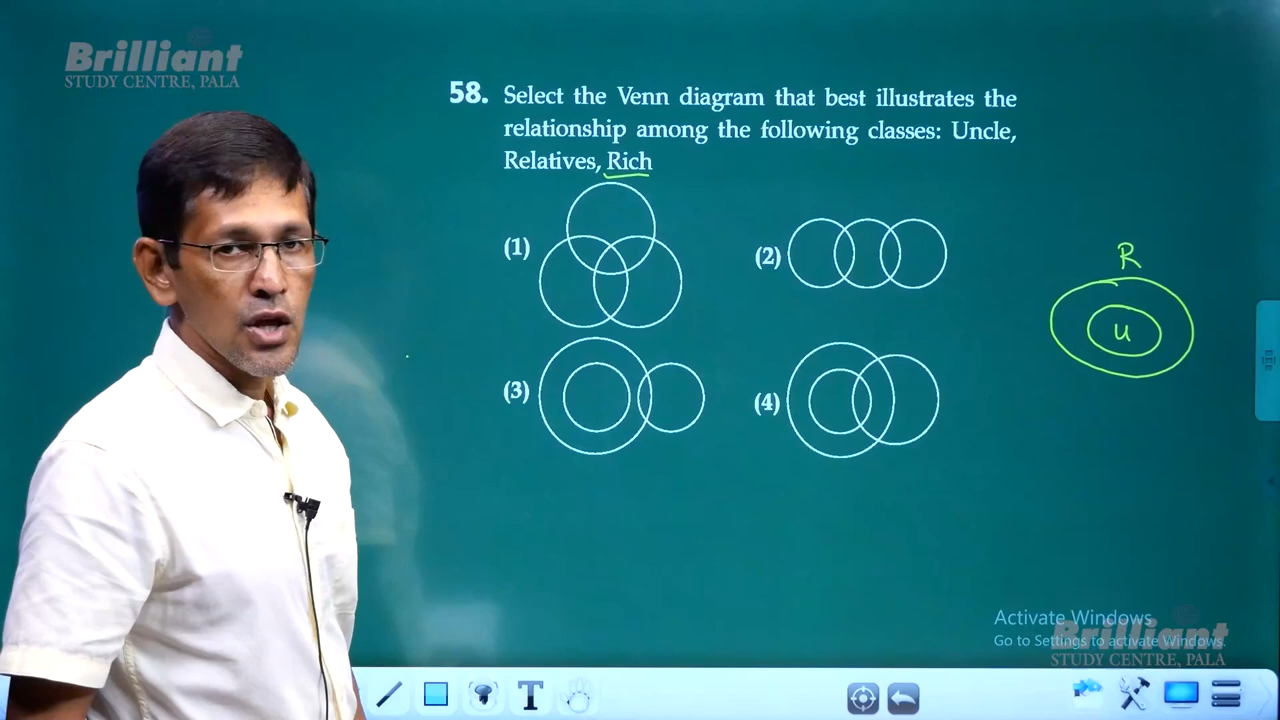 Brilliant
STUDY CENTRE, PALA
58. Select the Venn diagram that best illustrates the
relationship among the following classes: Uncle,
Relatives, Rich
(1)
(2)
R
U
(3)
(4)
Activate Windows
Go to Settings to activate Windows.
Brilliant
STUDY CENTRE, PALA
T